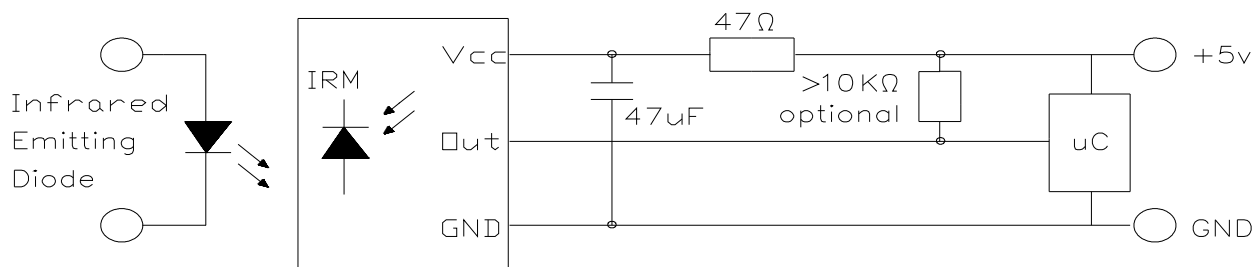 47Ω
Vcc
+5v
IRM
>10KΩ
optional
Infrared
Emitting
Diode
47uF
Out
uC
GND
GND